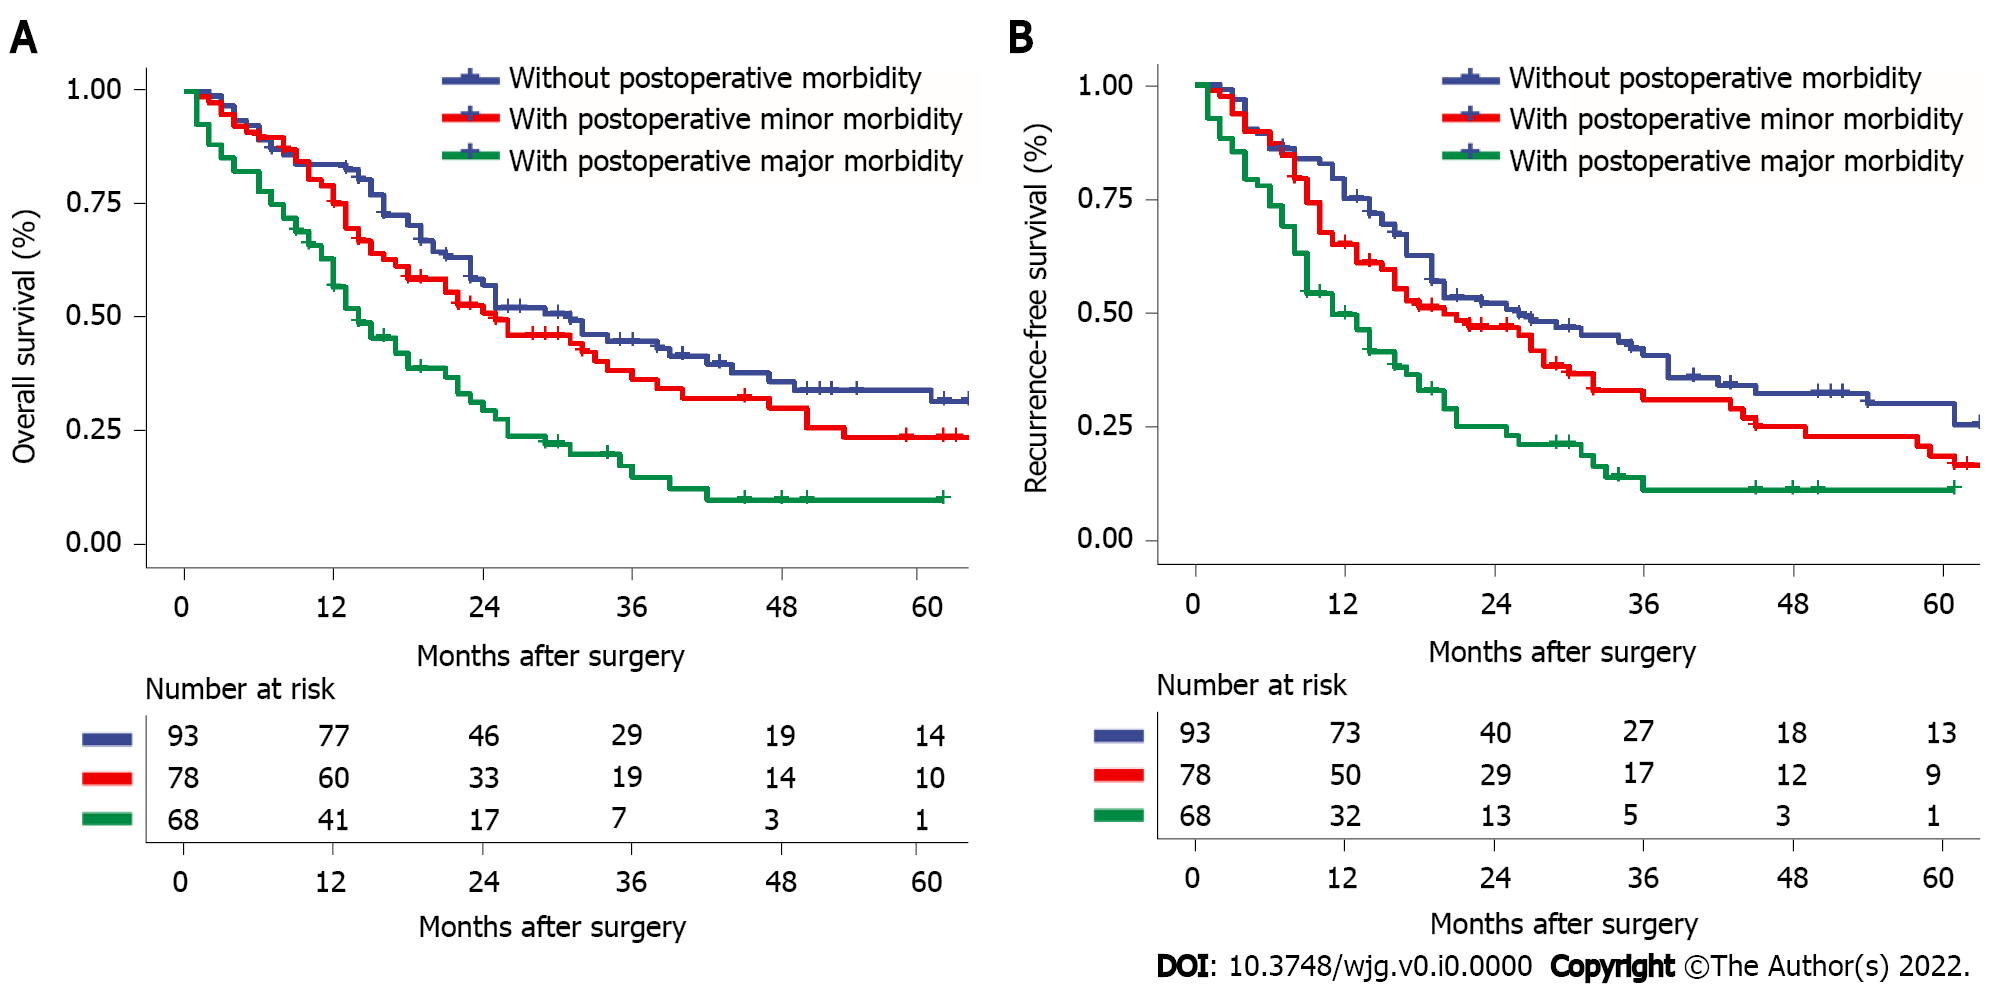 A
Overall survival (%)
1.00
0.75
0.50
0.25
0.00
Without postoperative morbidity
With postoperative minor morbidity
With postoperative major morbidity
0 12 24 36 48 60
Months after surgery
Number at risk
93 77 46 29 19 14
78 60 33 19 14 10
68 41 17 7 3 1
0 12 24 36 48 60
Months after surgery
B
Recurrence-free survival (%)
1.00
0.75
0.50
0.25
0.00
Without postoperative morbidity
With postoperative minor morbidity
With postoperative major morbidity
0 12 24 36 48 60
Months after surgery
Number at risk
93 73 40 27 18 13
78 50 29 17 12 9
68 32 13 5 3 1
0 12 24 36 48 60
Months after surgery
DOI: 10.3748/wjg.v0.i0.0000 Copyright ©The Author(s) 2022.